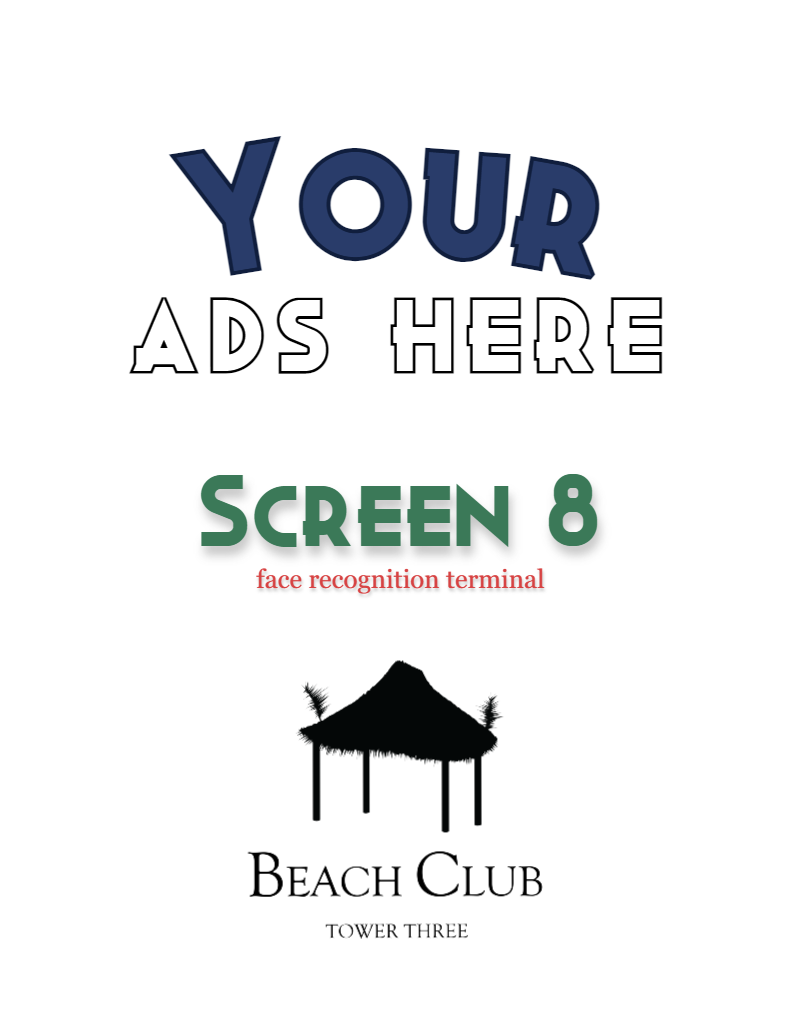 YOUR
ADS HERE
SCREEN 8
face recognition terminal
BEACH CLUB
TOWER THREE